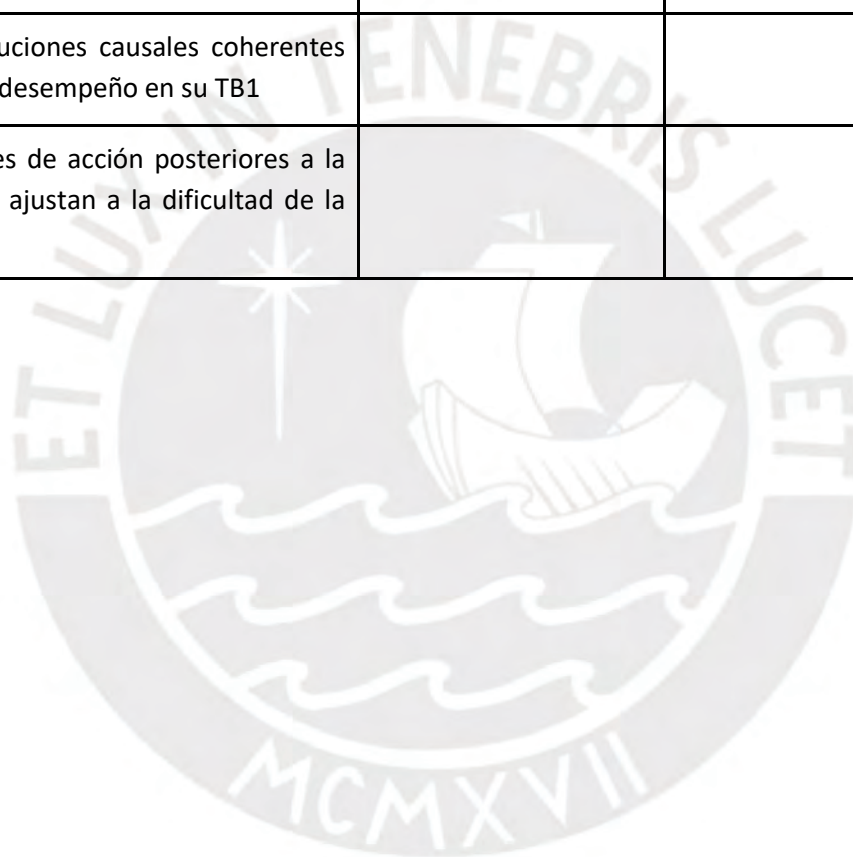 uciones causales coherentes
desempeño en su TB1
es de acción posteriores a la
ajustan a la dificultad de la
ET LUX IN TENEBRIS LUCET
MCMXVII